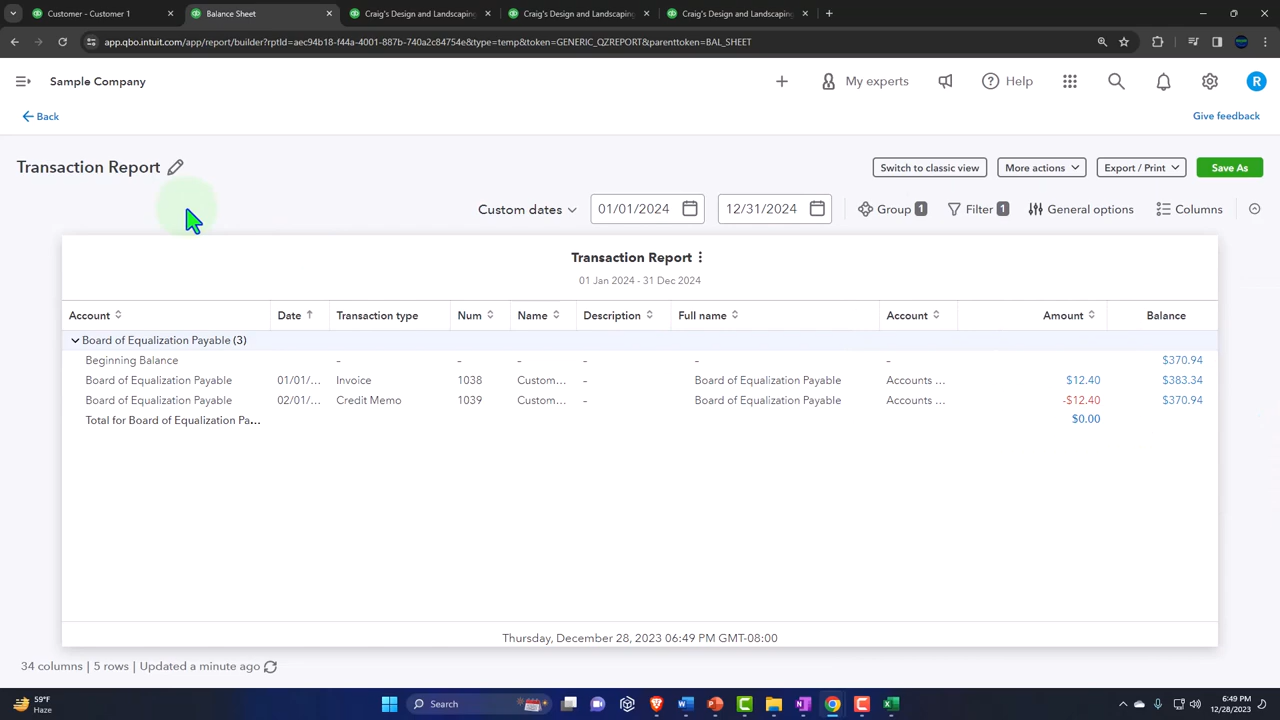 Customer - Customer 1
Balance Sheet
Craig's Design and Landscaping
Craig's Design and Landscaping
Craig's Design and Landscaping
app.qbo.intuit.com/app/report/builder?rptId=aec94b18-f44a-4001-887b-740a2c84754e&type=temp&token=GENERIC_QZREPORT&parenttoken=BAL_SHEET
Sample Company
My experts
Help
R
Back
Give feedback
Transaction Report
Switch to classic view
More actions
Export / Print
Save As
Custom dates
01/01/2024
12/31/2024
Group 1
Filter 1
General options
Columns
Transaction Report
01 Jan 2024 - 31 Dec 2024
Account Date Transaction type Num Name Description Full name Account Amount Balance
Board of Equalization Payable (3)
Beginning Balance – – – – – – $370.94
Board of Equalization Payable 01/01/... Invoice 1038 Custom... – Board of Equalization Payable Accounts ... $12.40 $383.34
Board of Equalization Payable 02/01/... Credit Memo 1039 Custom... – Board of Equalization Payable Accounts ... -$12.40 $370.94
Total for Board of Equalization Pa... $0.00
Thursday, December 28, 2023 06:49 PM GMT-08:00
34 columns | 5 rows | Updated a minute ago
59°F
Haze
Search
6:49 PM
12/28/2023